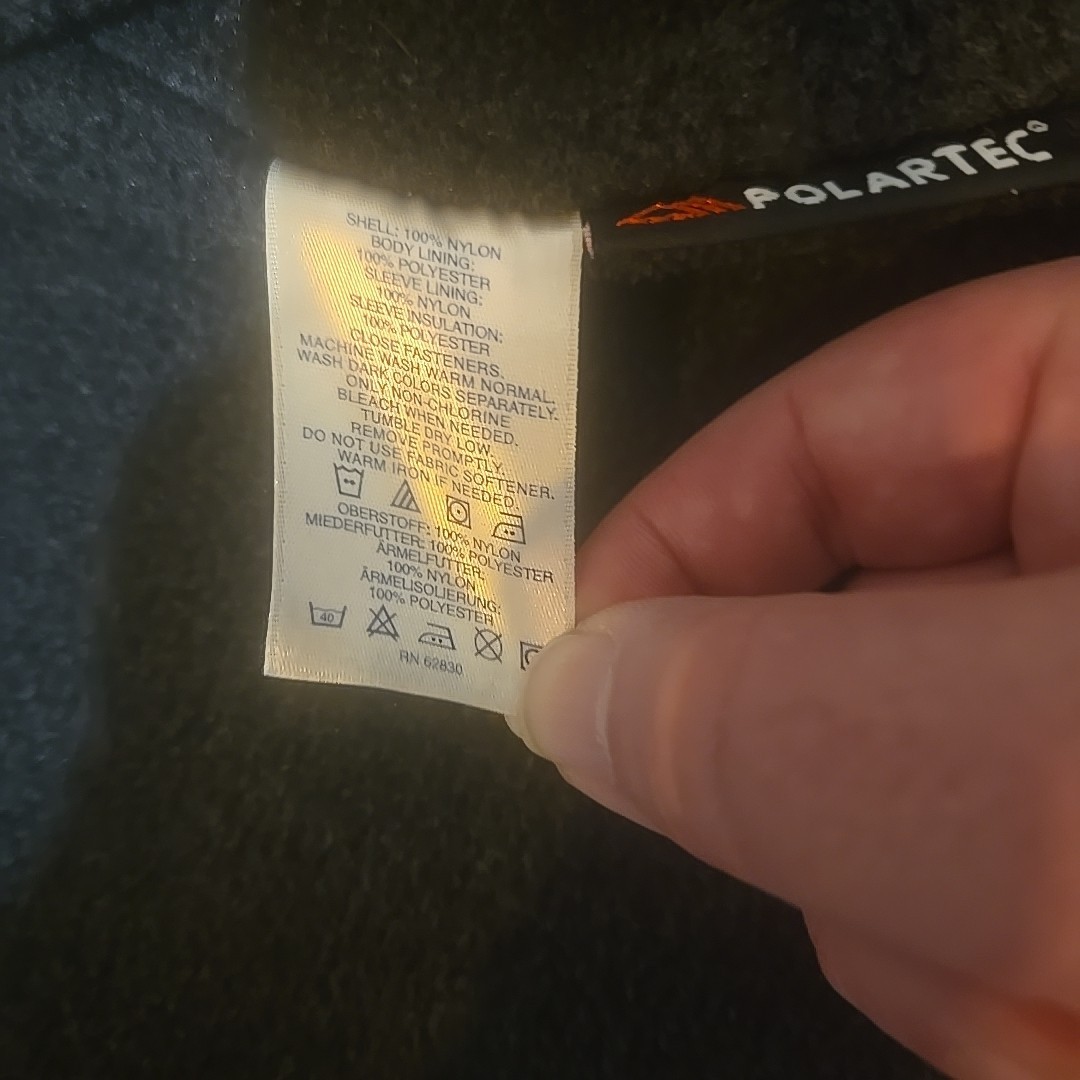 POLARTEC®
SHELL: 100% NYLON
BODY LINING:
100% POLYESTER
SLEEVE LINING:
100% NYLON
SLEEVE INSULATION:
100% POLYESTER
CLOSE FASTENERS.
MACHINE WASH WARM NORMAL.
WASH DARK COLORS SEPARATELY.
ONLY NON-CHLORINE
BLEACH WHEN NEEDED.
TUMBLE DRY LOW.
REMOVE PROMPTLY.
DO NOT USE FABRIC SOFTENER.
WARM IRON IF NEEDED.
OBERSTOFF: 100% NYLON
MIEDERFUTTER: 100% POLYESTER
ÄRMELFUTTER:
100% NYLON
ÄRMELISOLIERUNG:
100% POLYESTER
40
RN 62830